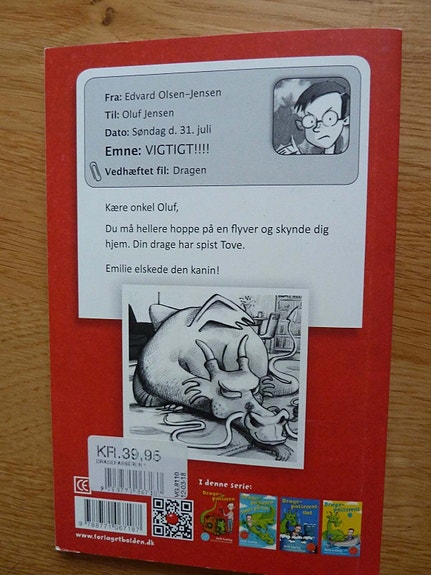 Fra: Edvard Olsen-Jensen
Til: Oluf Jensen
Dato: Søndag d. 31. juli
Emne: VIGTIGT!!!!
Vedhæftet fil: Dragen
Kære onkel Oluf,
Du må hellere hoppe på en flyver og skynde dig
hjem. Din drage har spist Tove.
Emilie elskede den kanin!
KR.39,95
I denne serie:
www.forlagetbolden.dk